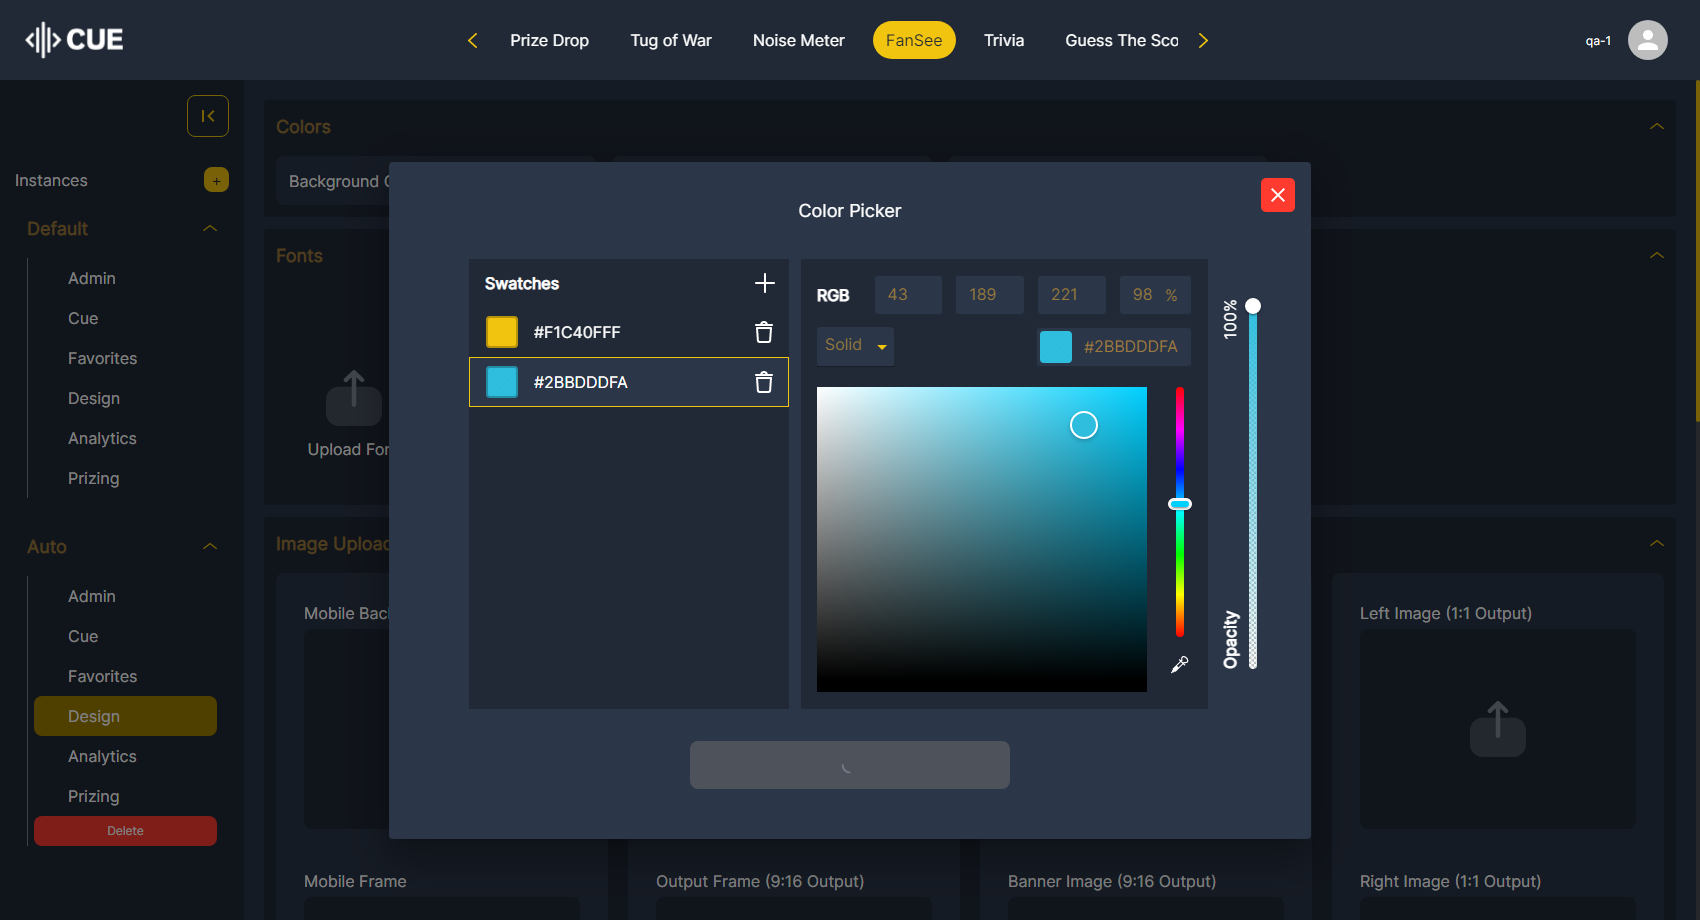 CUE
Prize Drop
Tug of War
Noise Meter
FanSee
Trivia
Guess The Sco
qa-1
Instances
+
Default
Admin
Cue
Favorites
Design
Analytics
Prizing
Auto
Admin
Cue
Favorites
Design
Analytics
Prizing
Delete
Colors
Background C
Fonts
Upload For
Image Upload
Mobile Bac
Left Image (1:1 Output)
Mobile Frame
Output Frame (9:16 Output)
Banner Image (9:16 Output)
Right Image (1:1 Output)
Color Picker
Swatches
#F1C40FFF
#2BBDDDFA
RGB
43
189
221
98 %
Solid
#2BBDDDFA
100%
Opacity